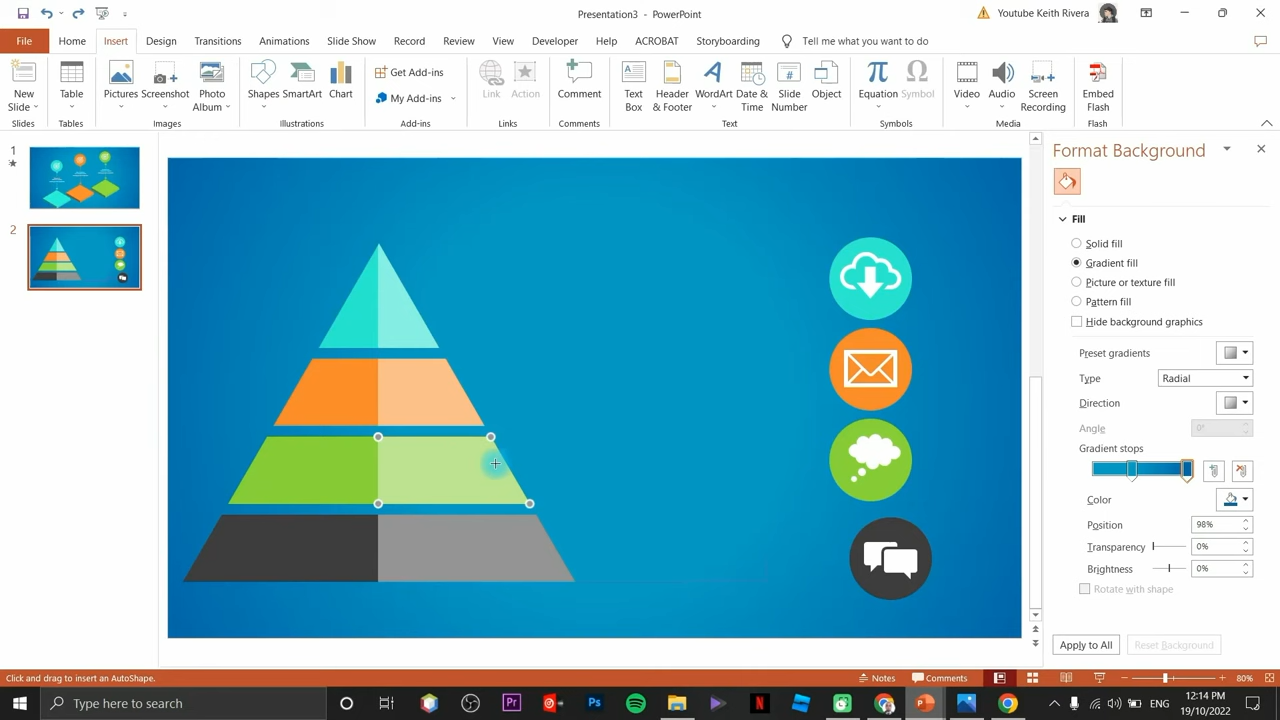 Presentation3 - PowerPoint
Youtube Keith Rivera
File
Home
Insert
Design
Transitions
Animations
Slide Show
Record
Review
View
Developer
Help
ACROBAT
Storyboarding
Tell me what you want to do
New Slide
Table
Pictures
Screenshot
Photo Album
Shapes
SmartArt
Chart
Get Add-ins
My Add-ins
Link
Action
Comment
Text Box
Header & Footer
WordArt
Date & Time
Slide Number
Object
Equation
Symbol
Video
Audio
Screen Recording
Embed Flash
Slides
Tables
Images
Illustrations
Add-ins
Links
Comments
Text
Symbols
Media
Flash
1
2
Format Background
Fill
Solid fill
Gradient fill
Picture or texture fill
Pattern fill
Hide background graphics
Preset gradients
Type
Radial
Direction
Angle
0°
Gradient stops
Color
Position
98%
Transparency
0%
Brightness
0%
Rotate with shape
Apply to All
Reset Background
Click and drag to insert an AutoShape.
Notes
Comments
80%
Type here to search
ENG
12:14 PM
19/10/2022